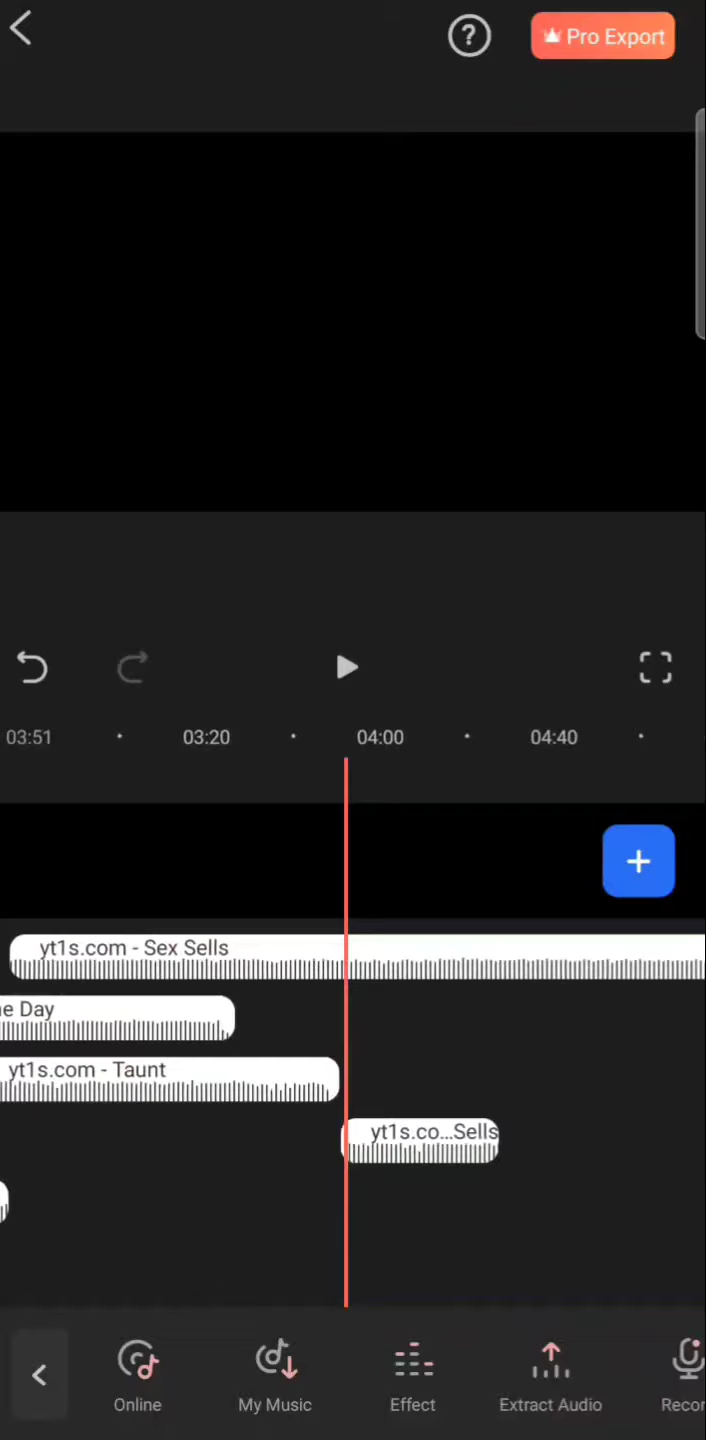 ?
Pro Export
03:51 • 03:20 • 04:00 • 04:40 •
yt1s.com - Sex Sells
e Day
yt1s.com - Taunt
yt1s.co...Sells
Online
My Music
Effect
Extract Audio
Recor